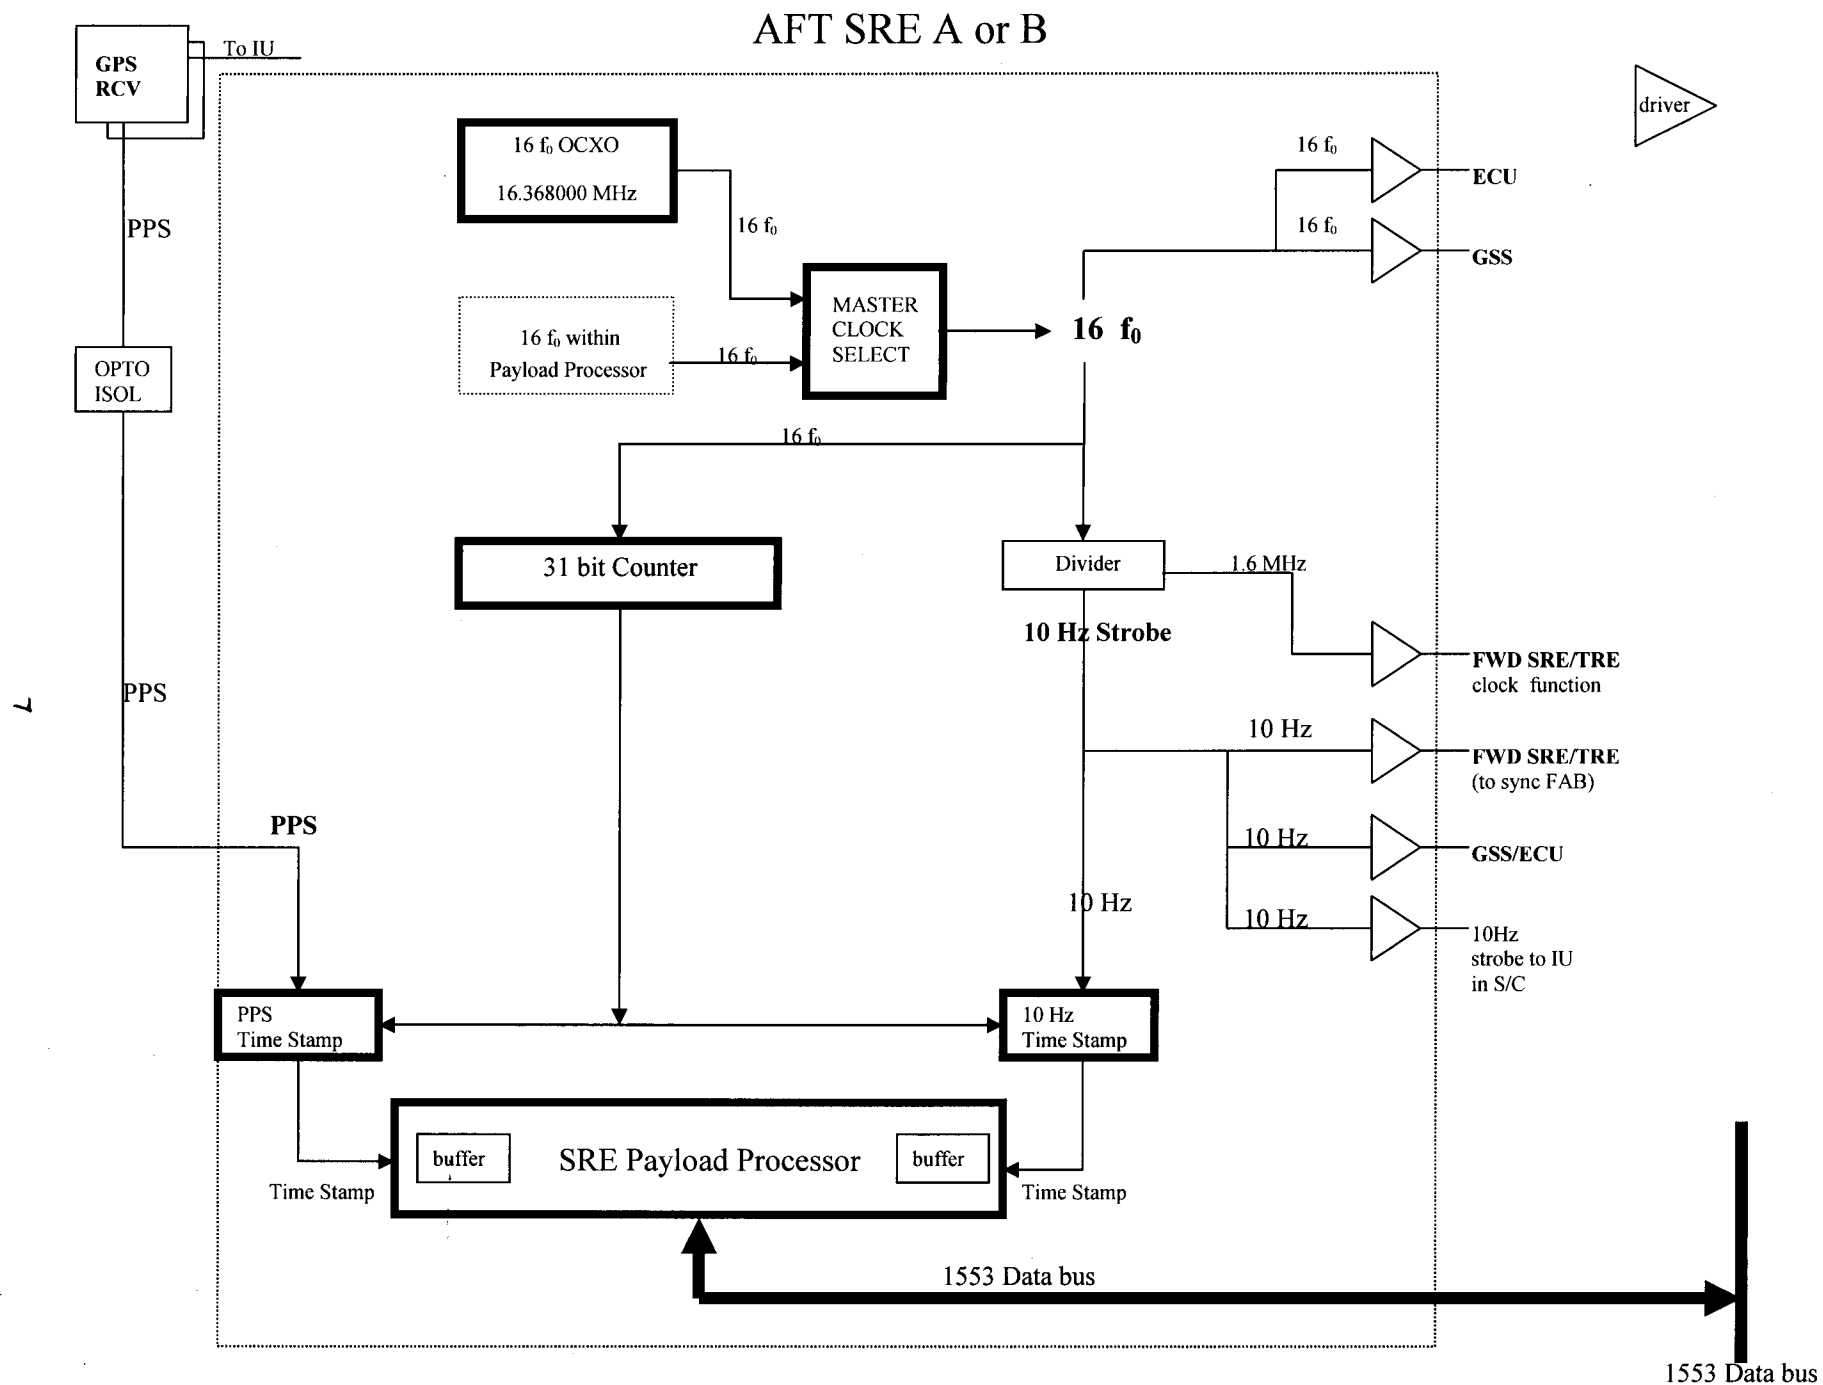 AFT SRE A or B
GPS
RCV
To IU
driver
16 f₀ OCXO
16.368000 MHz
16 f₀
16 f₀
ECU
16 f₀
GSS
PPS
16 f₀ within
Payload Processor
16 f₀
MASTER
CLOCK
SELECT
16 f₀
OPTO
ISOL
16 f₀
31 bit Counter
Divider
1.6 MHz
10 Hz Strobe
FWD SRE/TRE
clock function
PPS
7
10 Hz
FWD SRE/TRE
(to sync FAB)
PPS
10 Hz
GSS/ECU
10 Hz
10 Hz
10Hz
strobe to IU
in S/C
PPS
Time Stamp
10 Hz
Time Stamp
buffer
SRE Payload Processor
buffer
Time Stamp
Time Stamp
1553 Data bus
1553 Data bus